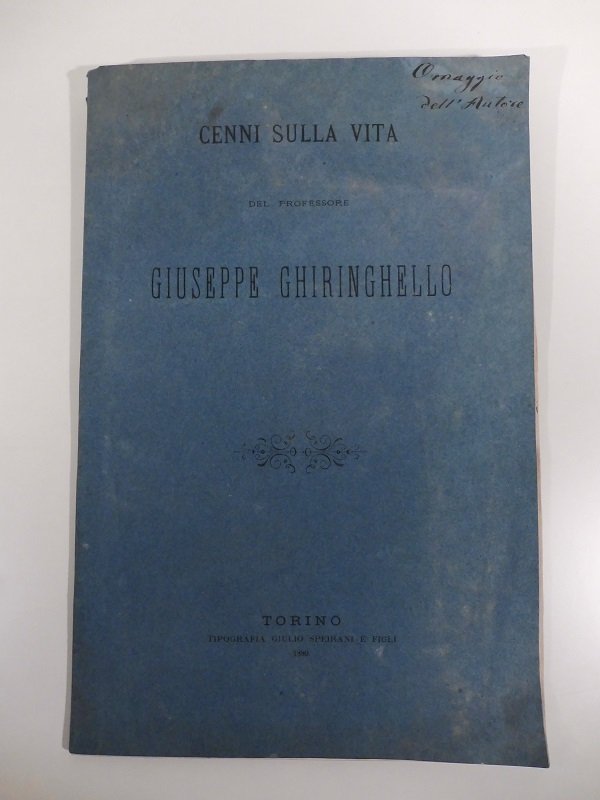 Omaggio
dell'Autore
CENNI SULLA VITA
DEL PROFESSORE
GIUSEPPE GHIRINGHELLO
TORINO
TIPOGRAFIA GIULIO SPEIRANI E FIGLI